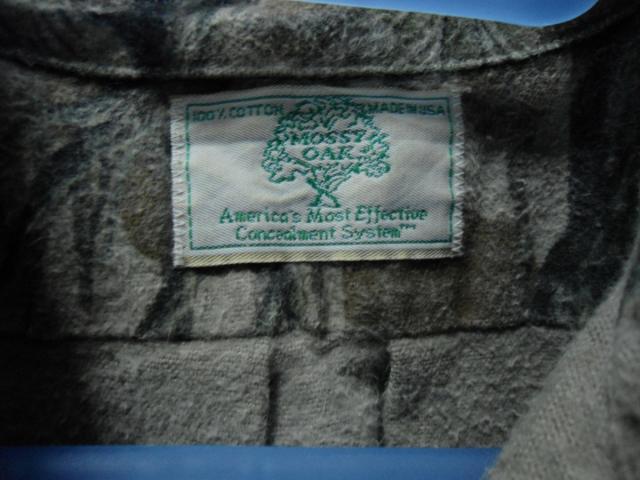 100% COTTON MADE IN USA
MOSSY
OAK
America's Most Effective
Concealment System™